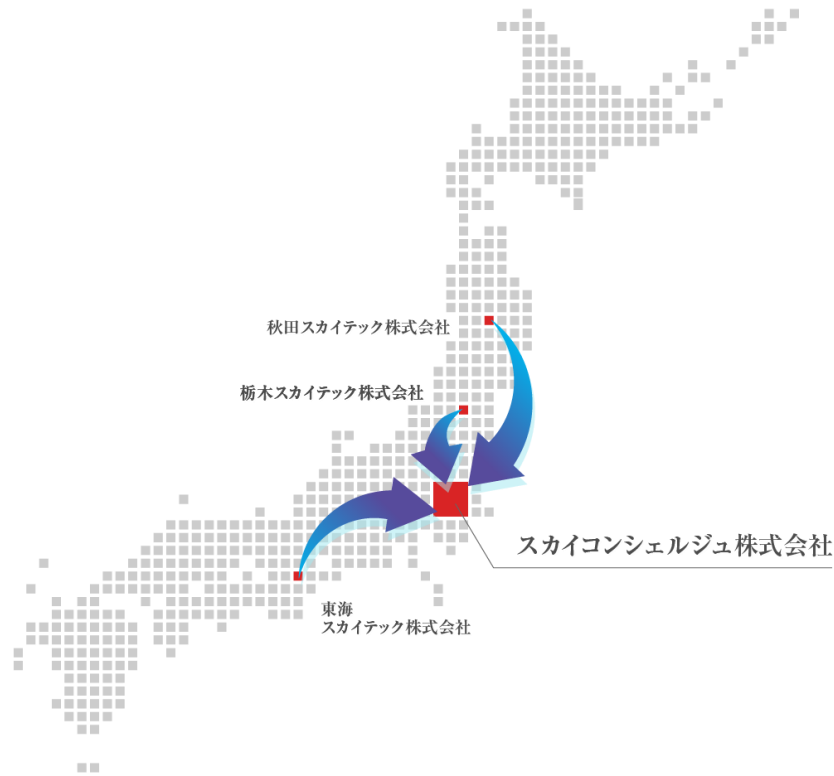 秋田スカイテック株式会社
栃木スカイテック株式会社
スカイコンシェルジュ株式会社
東海
スカイテック株式会社